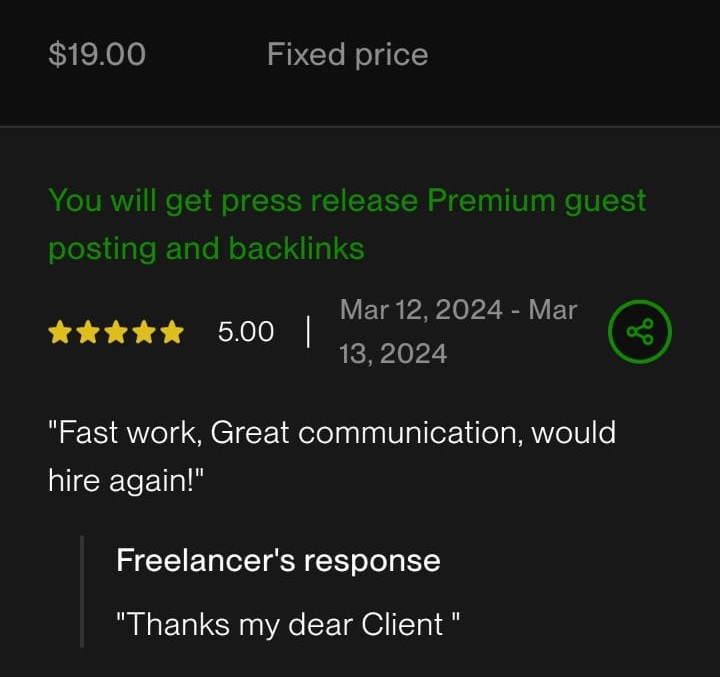 $19.00 Fixed price
You will get press release Premium guest
posting and backlinks
5.00 | Mar 12, 2024 - Mar
13, 2024
"Fast work, Great communication, would
hire again!"
Freelancer's response
"Thanks my dear Client "